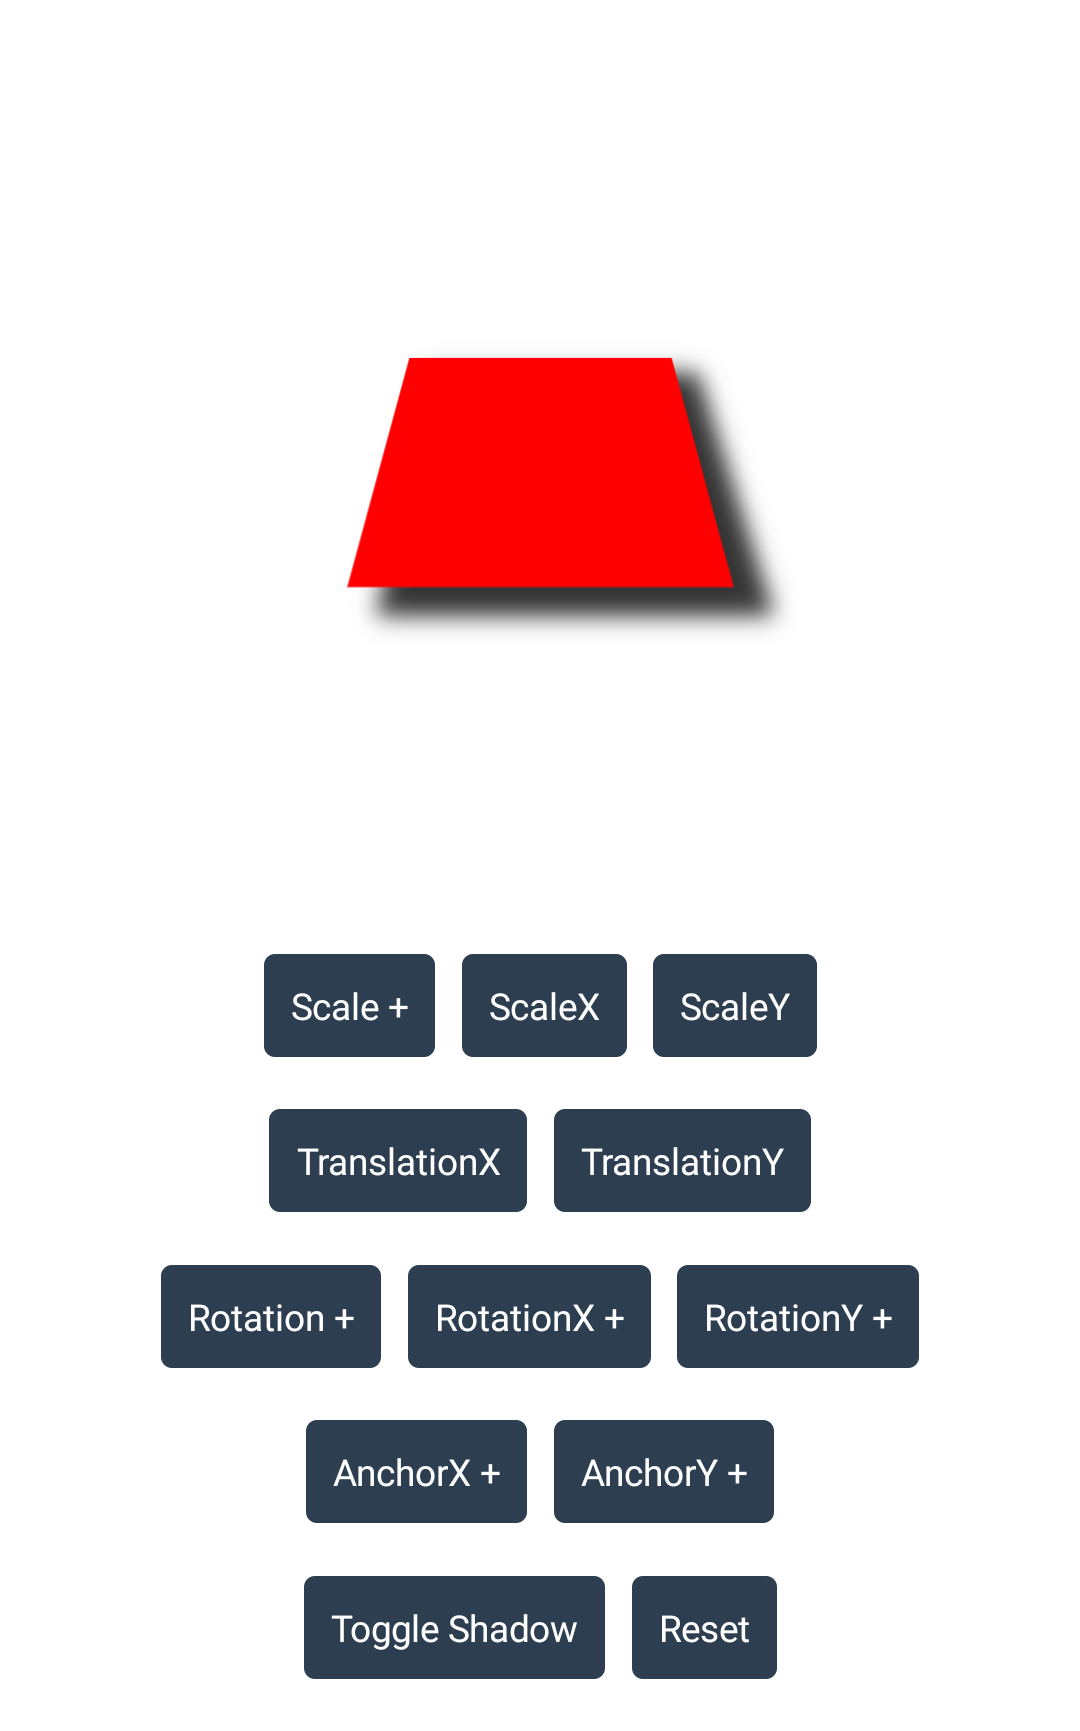 Scale + ScaleX ScaleY
TranslationX TranslationY
Rotation + RotationX + RotationY +
AnchorX + AnchorY +
Toggle Shadow Reset